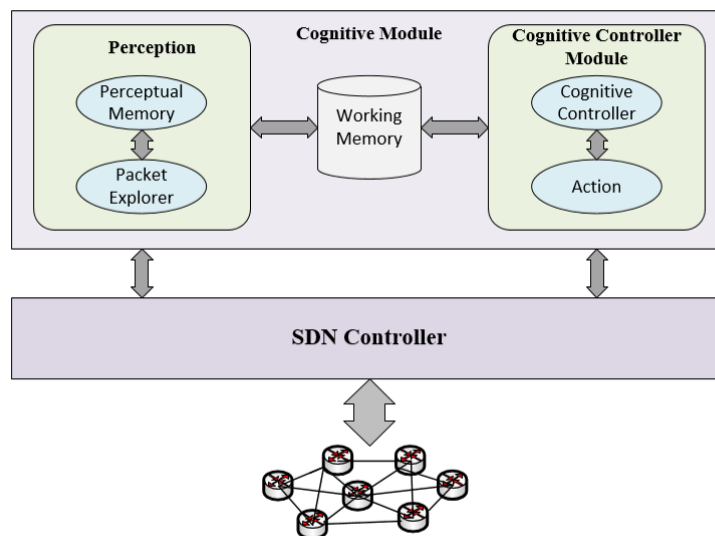 Perception
Cognitive Module
Cognitive Controller
Module
Perceptual
Memory
Packet
Explorer
Working
Memory
Cognitive
Controller
Action
SDN Controller